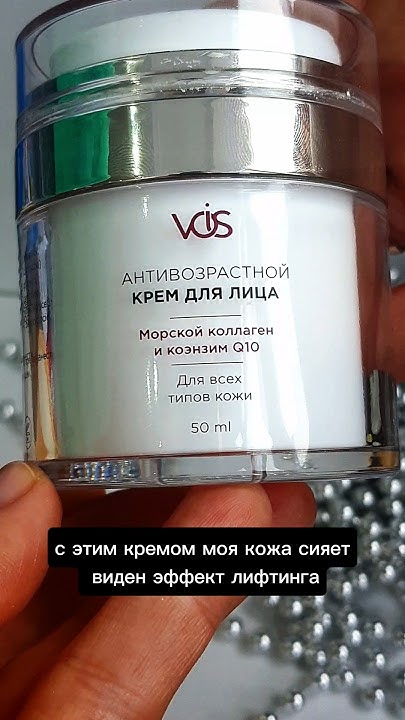 VOIS
АНТИВОЗРАСТНОЙ
КРЕМ ДЛЯ ЛИЦА
Морской коллаген
и коэнзим Q10
Для всех
типов кожи
50 ml
с этим кремом моя кожа сияет
виден эффект лифтинга